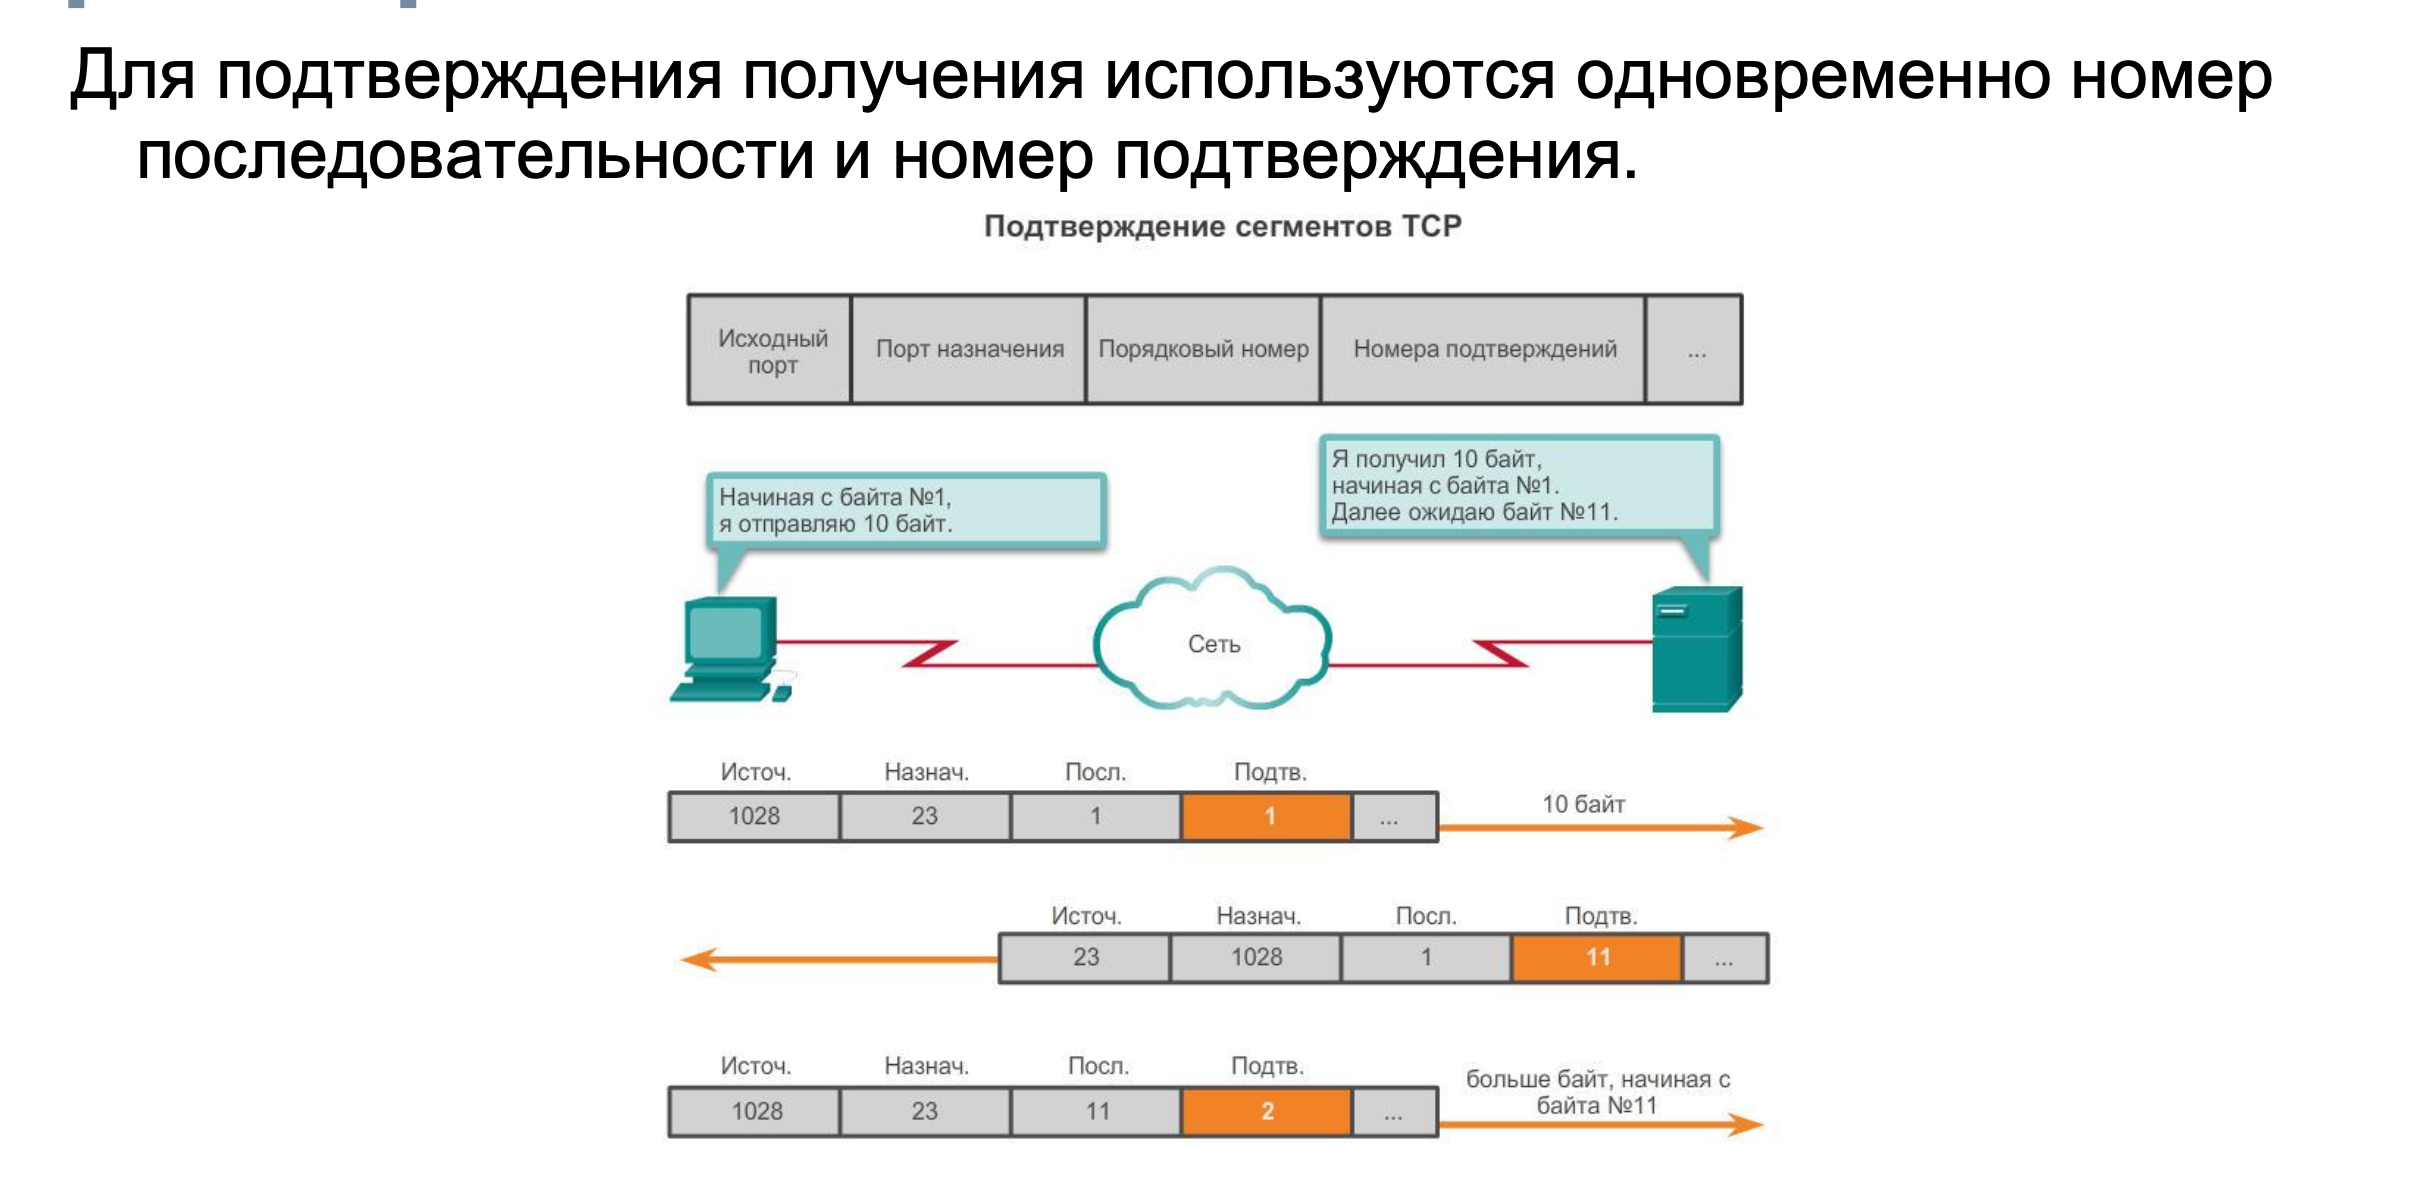 Для подтверждения получения используются одновременно номер
последовательности и номер подтверждения.
Подтверждение сегментов TCP
Исходный
порт
Порт назначения
Порядковый номер
Номера подтверждений
...
Начиная с байта №1,
я отправляю 10 байт.
Я получил 10 байт,
начиная с байта №1.
Далее ожидаю байт №11.
Сеть
Источ. Назнач. Посл. Подтв.
1028 23 1 1 ...
10 байт
Источ. Назнач. Посл. Подтв.
23 1028 1 11 ...
Источ. Назнач. Посл. Подтв.
1028 23 11 2 ...
больше байт, начиная с
байта №11